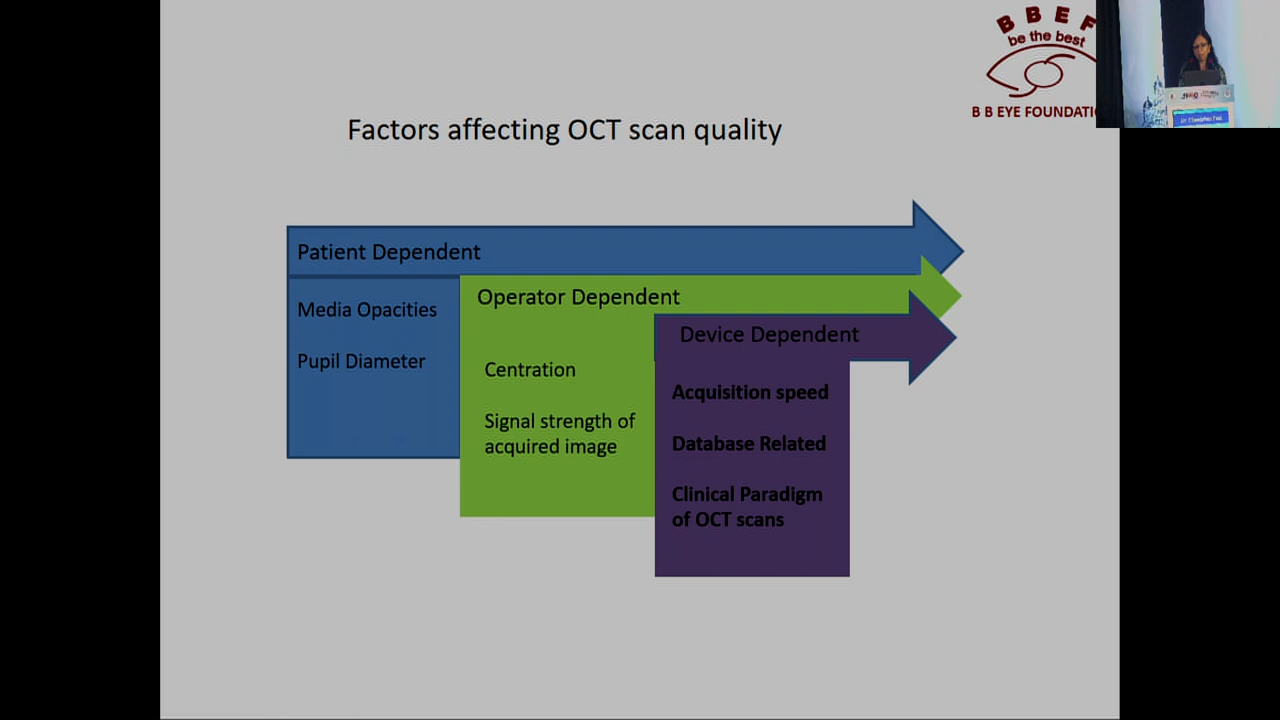 B B E F
be the best
B B EYE FOUNDATI
Factors affecting OCT scan quality
Patient Dependent
Media Opacities
Pupil Diameter
Operator Dependent
Centration
Signal strength of
acquired image
Device Dependent
Acquisition speed
Database Related
Clinical Paradigm
of OCT scans